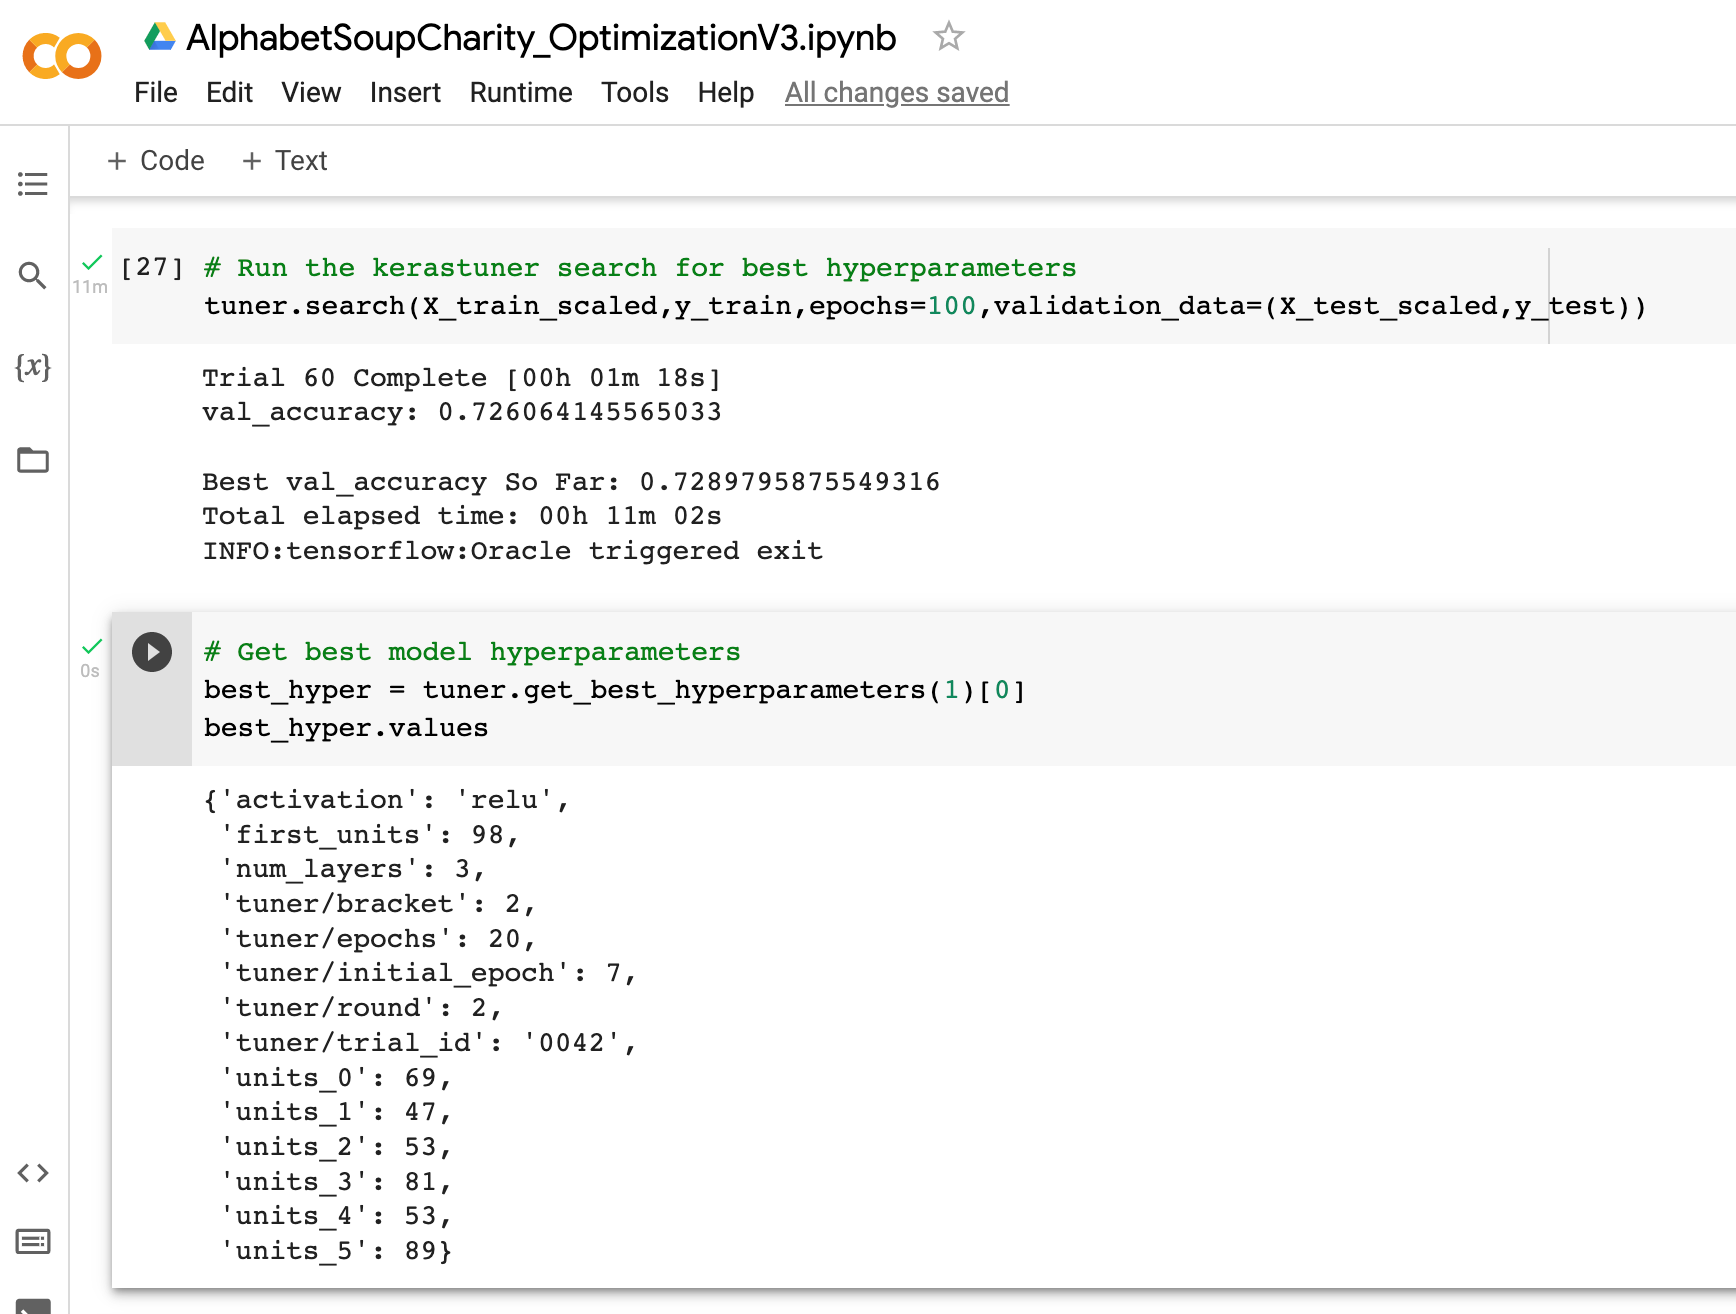 AlphabetSoupCharity_OptimizationV3.ipynb
File Edit View Insert Runtime Tools Help All changes saved
+ Code + Text
11m
[27] # Run the kerastuner search for best hyperparameters
tuner.search(X_train_scaled,y_train,epochs=100,validation_data=(X_test_scaled,y_test))
Trial 60 Complete [00h 01m 18s]
val_accuracy: 0.726064145565033
Best val_accuracy So Far: 0.7289795875549316
Total elapsed time: 00h 11m 02s
INFO:tensorflow:Oracle triggered exit
0s
# Get best model hyperparameters
best_hyper = tuner.get_best_hyperparameters(1)[0]
best_hyper.values
{'activation': 'relu',
'first_units': 98,
'num_layers': 3,
'tuner/bracket': 2,
'tuner/epochs': 20,
'tuner/initial_epoch': 7,
'tuner/round': 2,
'tuner/trial_id': '0042',
'units_0': 69,
'units_1': 47,
'units_2': 53,
'units_3': 81,
'units_4': 53,
'units_5': 89}